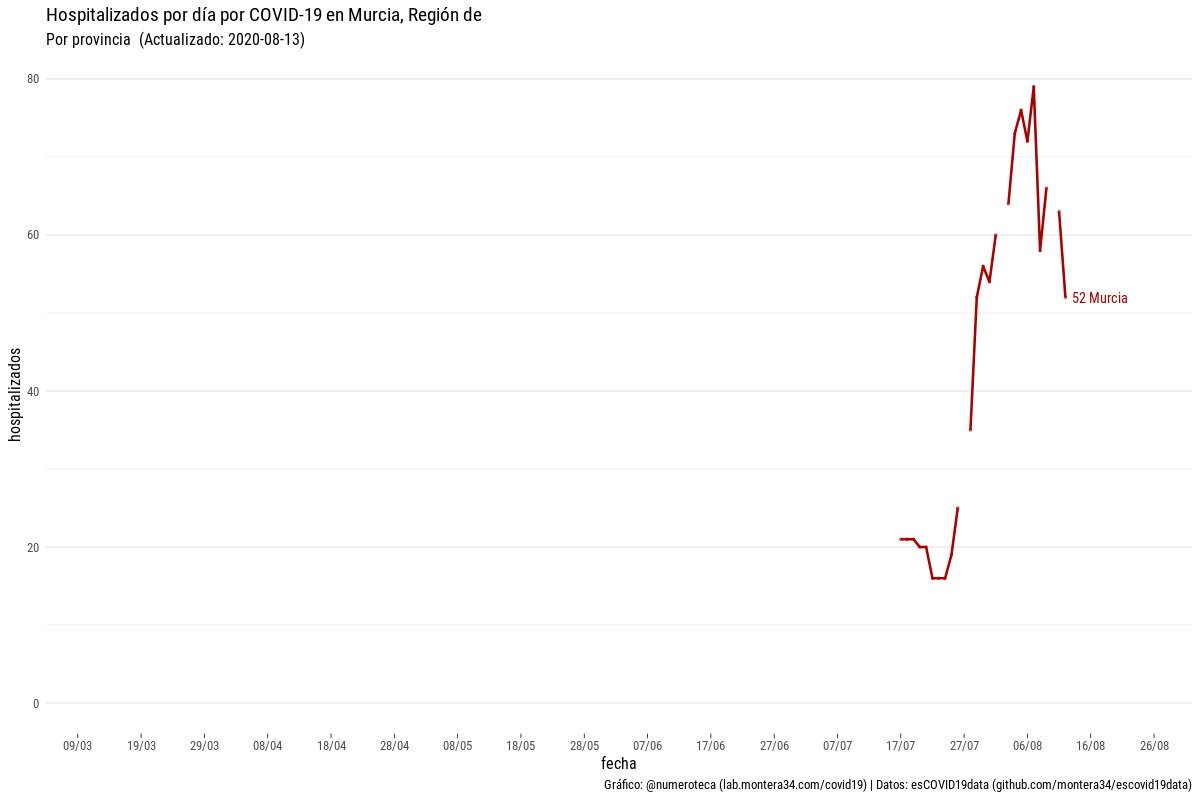 Hospitalizados por día por COVID-19 en Murcia, Región de
Por provincia  (Actualizado: 2020-08-13)
80
60
40
20
0
hospitalizados
52 Murcia
09/03 19/03 29/03 08/04 18/04 28/04 08/05 18/05 28/05 07/06 17/06 27/06 07/07 17/07 27/07 06/08 16/08 26/08
fecha
Gráfico: @numeroteca (lab.montera34.com/covid19) | Datos: esCOVID19data (github.com/montera34/escovid19data)